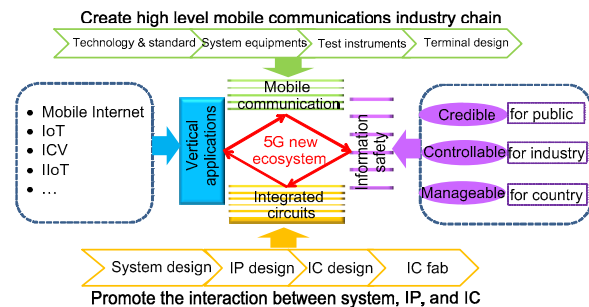 Create high level mobile communications industry chain
Technology & standard System equipments Test instruments Terminal design
Mobile
communication
• Mobile Internet
• IoT
• ICV
• IIoT
• ...
Vertical
applications
5G new
ecosystem
Information
safety
Credible for public
Controllable for industry
Manageable for country
Integrated
circuits
System design IP design IC design IC fab
Promote the interaction between system, IP, and IC